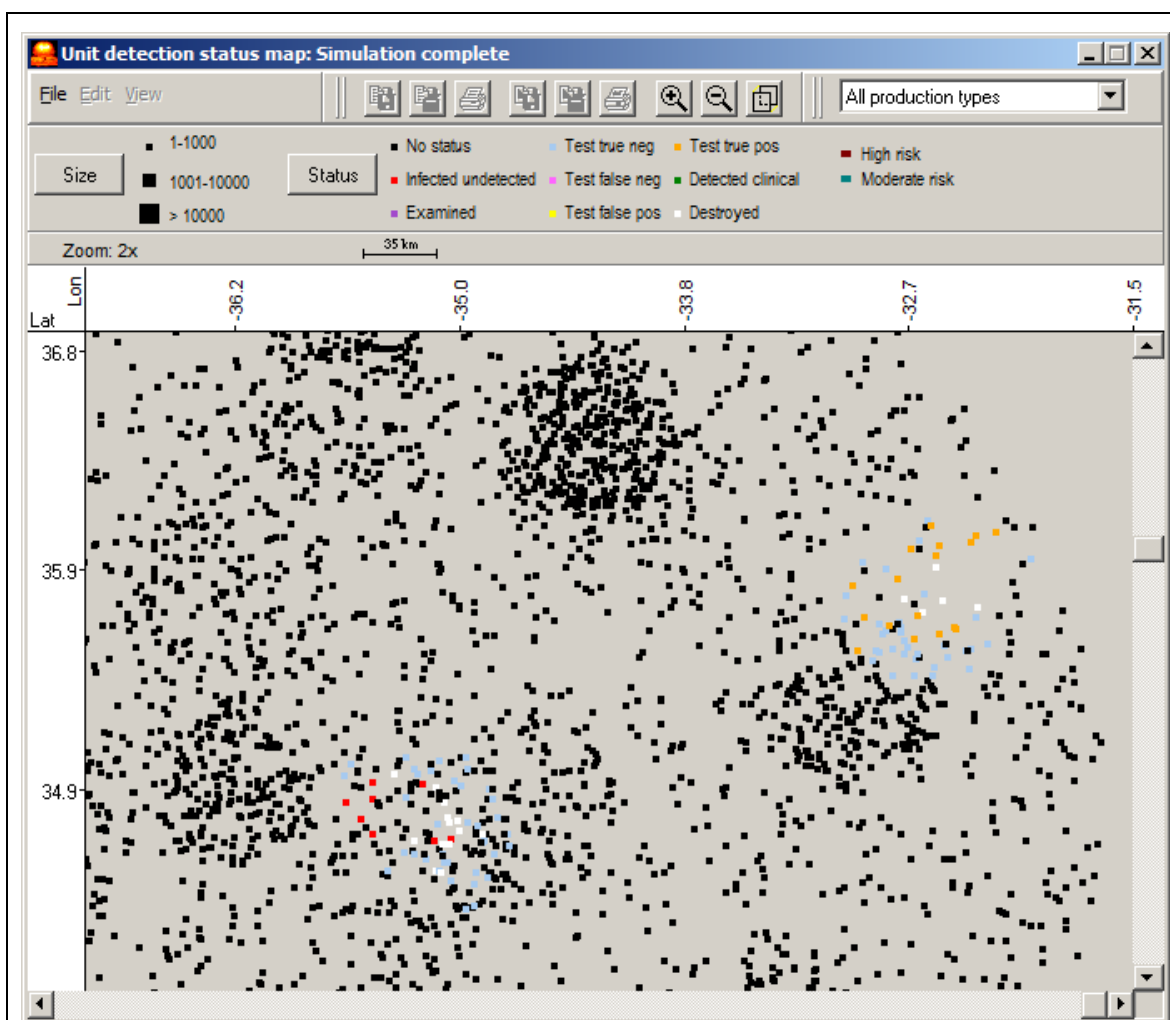 Unit detection status map: Simulation complete
File Edit View
All production types
Size
1-1000
1001-10000
> 10000
Status
No status
Test true neg
Test true pos
Infected undetected
Test false neg
Detected clinical
Examined
Test false pos
Destroyed
High risk
Moderate risk
Zoom: 2x
35 km
Lon
Lat
-36.2
-35.0
-33.8
-32.7
-31.5
36.8
35.9
34.9